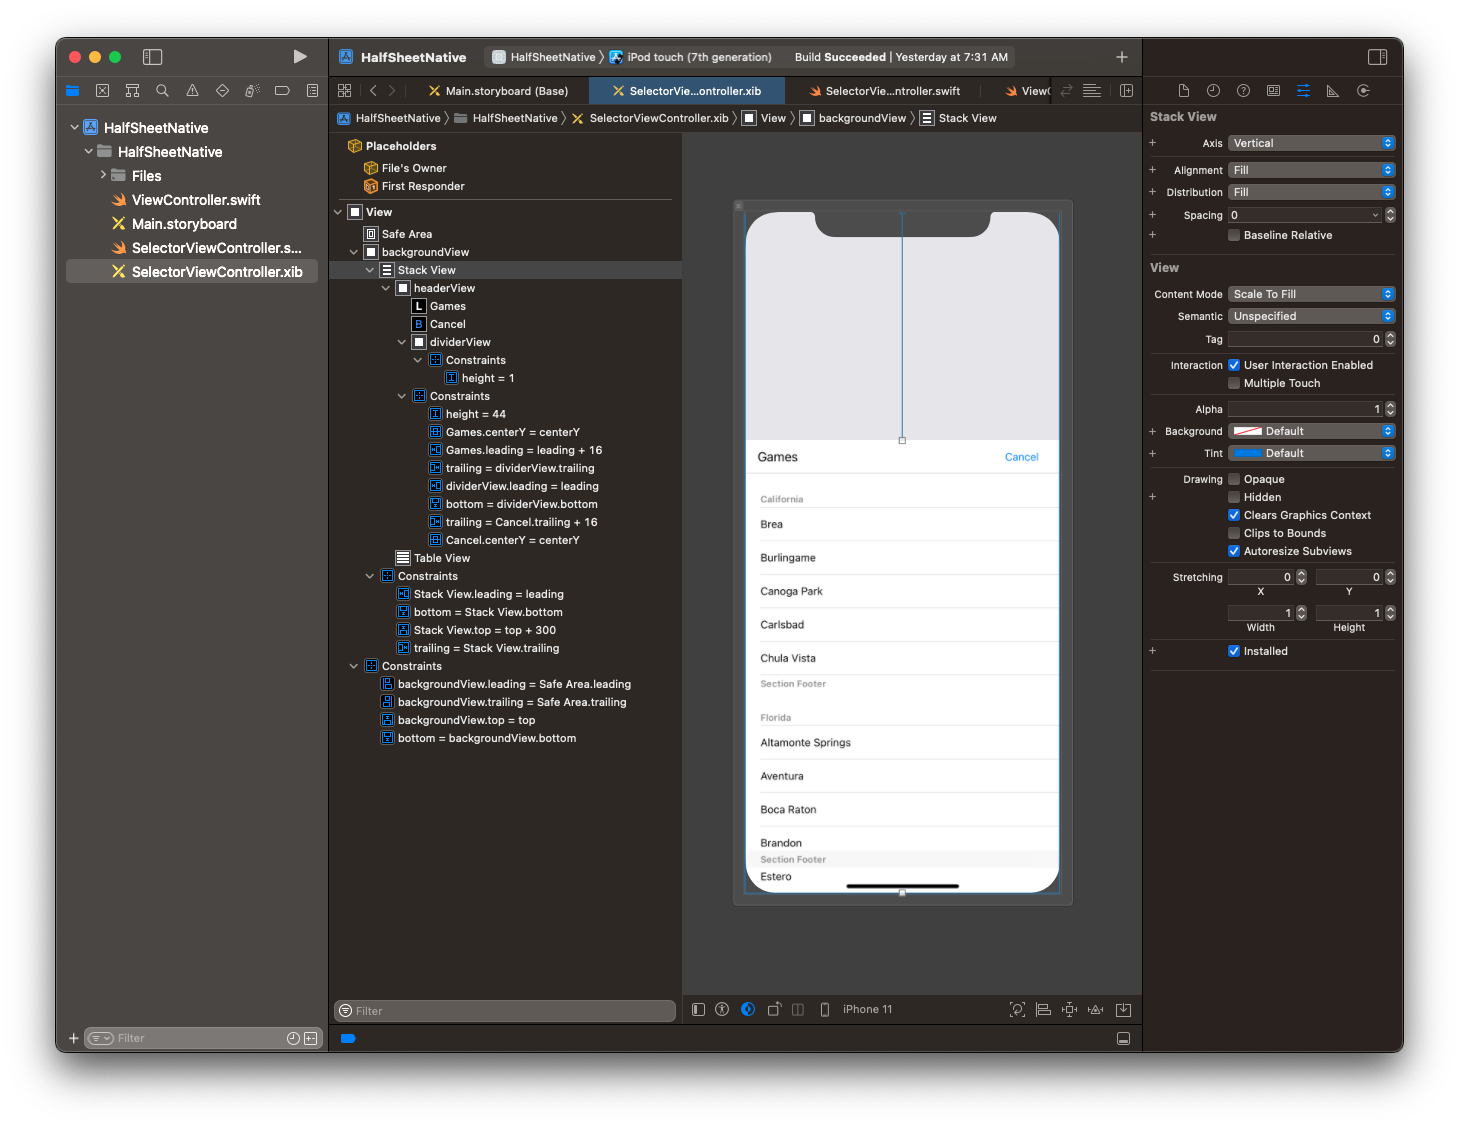 HalfSheetNative
HalfSheetNative
iPod touch (7th generation)
Build Succeeded | Yesterday at 7:31 AM
Main.storyboard (Base)
SelectorVie...ontroller.xib
SelectorVie...ntroller.swift
HalfSheetNative
HalfSheetNative
SelectorViewController.xib
View
backgroundView
Stack View
HalfSheetNative
HalfSheetNative
Files
ViewController.swift
Main.storyboard
SelectorViewController.s...
SelectorViewController.xib
Filter
Placeholders
File's Owner
First Responder
View
Safe Area
backgroundView
Stack View
headerView
L Games
B Cancel
dividerView
Constraints
height = 1
Constraints
height = 44
Games.centerY = centerY
Games.leading = leading + 16
trailing = dividerView.trailing
dividerView.leading = leading
bottom = dividerView.bottom
trailing = Cancel.trailing + 16
Cancel.centerY = centerY
Table View
Constraints
Stack View.leading = leading
bottom = Stack View.bottom
Stack View.top = top + 300
trailing = Stack View.trailing
Constraints
backgroundView.leading = Safe Area.leading
backgroundView.trailing = Safe Area.trailing
backgroundView.top = top
bottom = backgroundView.bottom
Filter
Games
Cancel
California
Brea
Burlingame
Canoga Park
Carlsbad
Chula Vista
Section Footer
Florida
Altamonte Springs
Aventura
Boca Raton
Brandon
Section Footer
Estero
iPhone 11
Stack View
Axis Vertical
Alignment Fill
Distribution Fill
Spacing 0
Baseline Relative
View
Content Mode Scale To Fill
Semantic Unspecified
Tag 0
Interaction User Interaction Enabled
Multiple Touch
Alpha 1
Background Default
Tint Default
Drawing Opaque
Hidden
Clears Graphics Context
Clips to Bounds
Autoresize Subviews
Stretching 0 0
X Y
1 1
Width Height
Installed